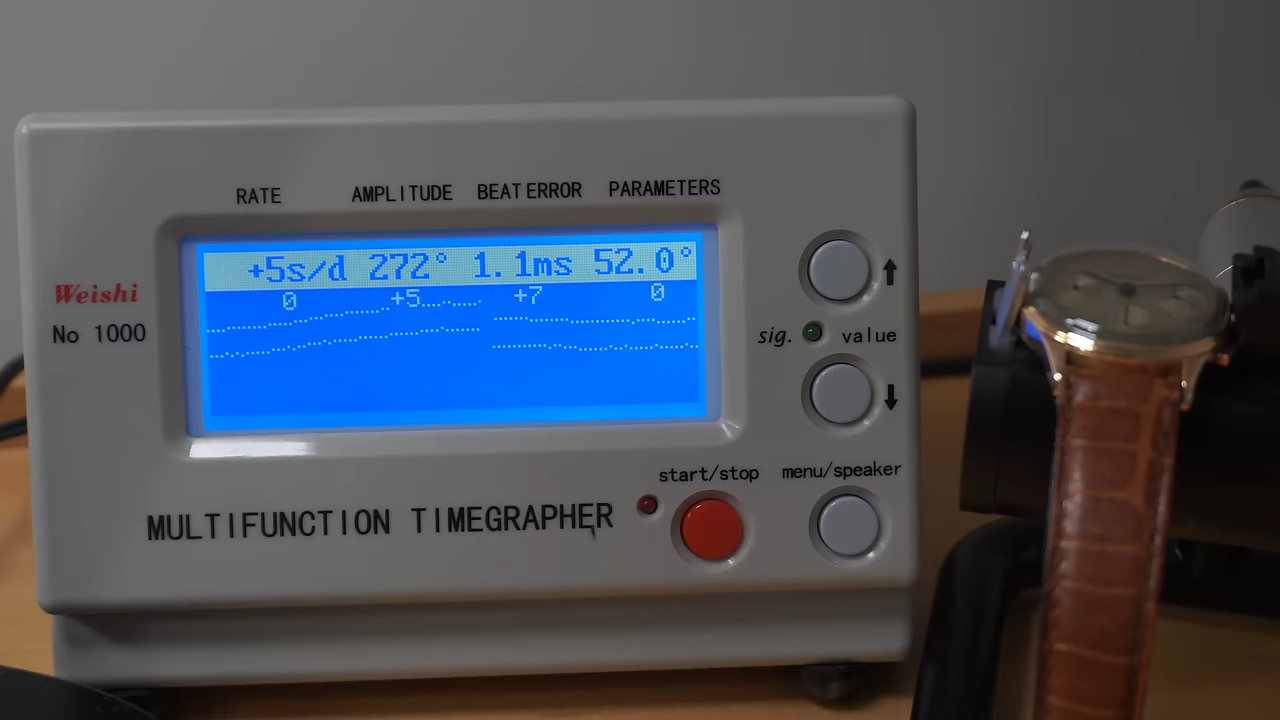 RATE AMPLITUDE BEAT ERROR PARAMETERS
+5s/d 272° 1.1ms 52.0°
0 +5 +7 0
Weishi
No 1000
sig. value
start/stop menu/speaker
MULTIFUNCTION TIMEGRAPHER